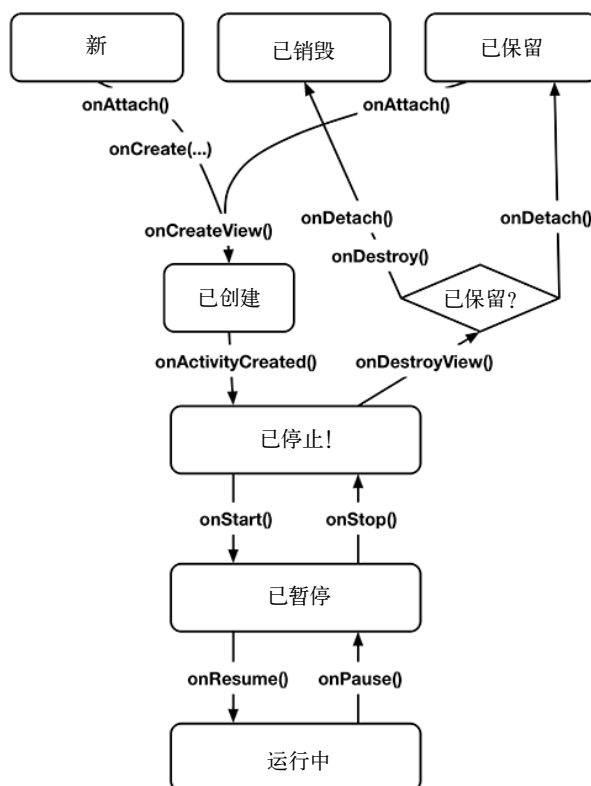 新
已销毁
已保留
onAttach()
onAttach()
onCreate(...)
onDetach()
onDetach()
onCreateView()
onDestroy()
已创建
已保留?
onActivityCreated()
onDestroyView()
已停止!
onStart()
onStop()
已暂停
onResume()
onPause()
运行中